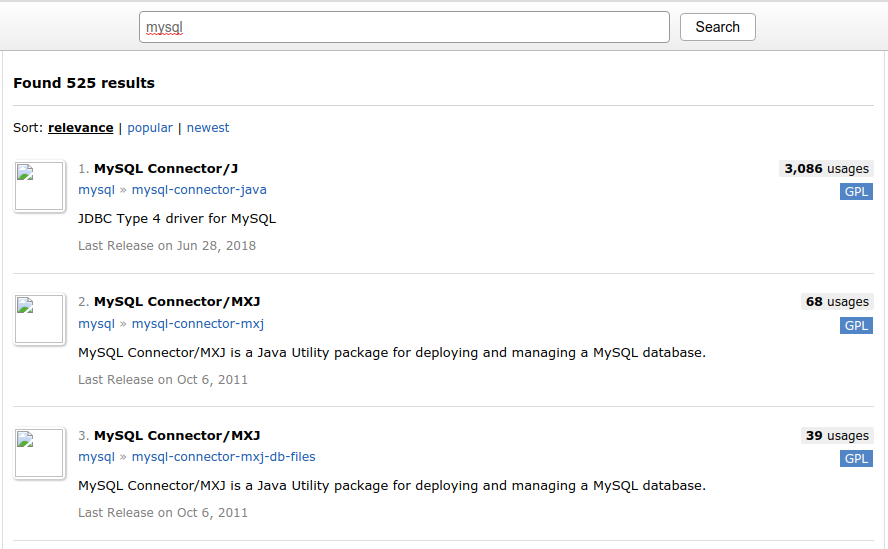 mysql Search
Found 525 results
Sort: relevance | popular | newest
1. MySQL Connector/J 3,086 usages
mysql » mysql-connector-java GPL
JDBC Type 4 driver for MySQL
Last Release on Jun 28, 2018
2. MySQL Connector/MXJ 68 usages
mysql » mysql-connector-mxj GPL
MySQL Connector/MXJ is a Java Utility package for deploying and managing a MySQL database.
Last Release on Oct 6, 2011
3. MySQL Connector/MXJ 39 usages
mysql » mysql-connector-mxj-db-files GPL
MySQL Connector/MXJ is a Java Utility package for deploying and managing a MySQL database.
Last Release on Oct 6, 2011